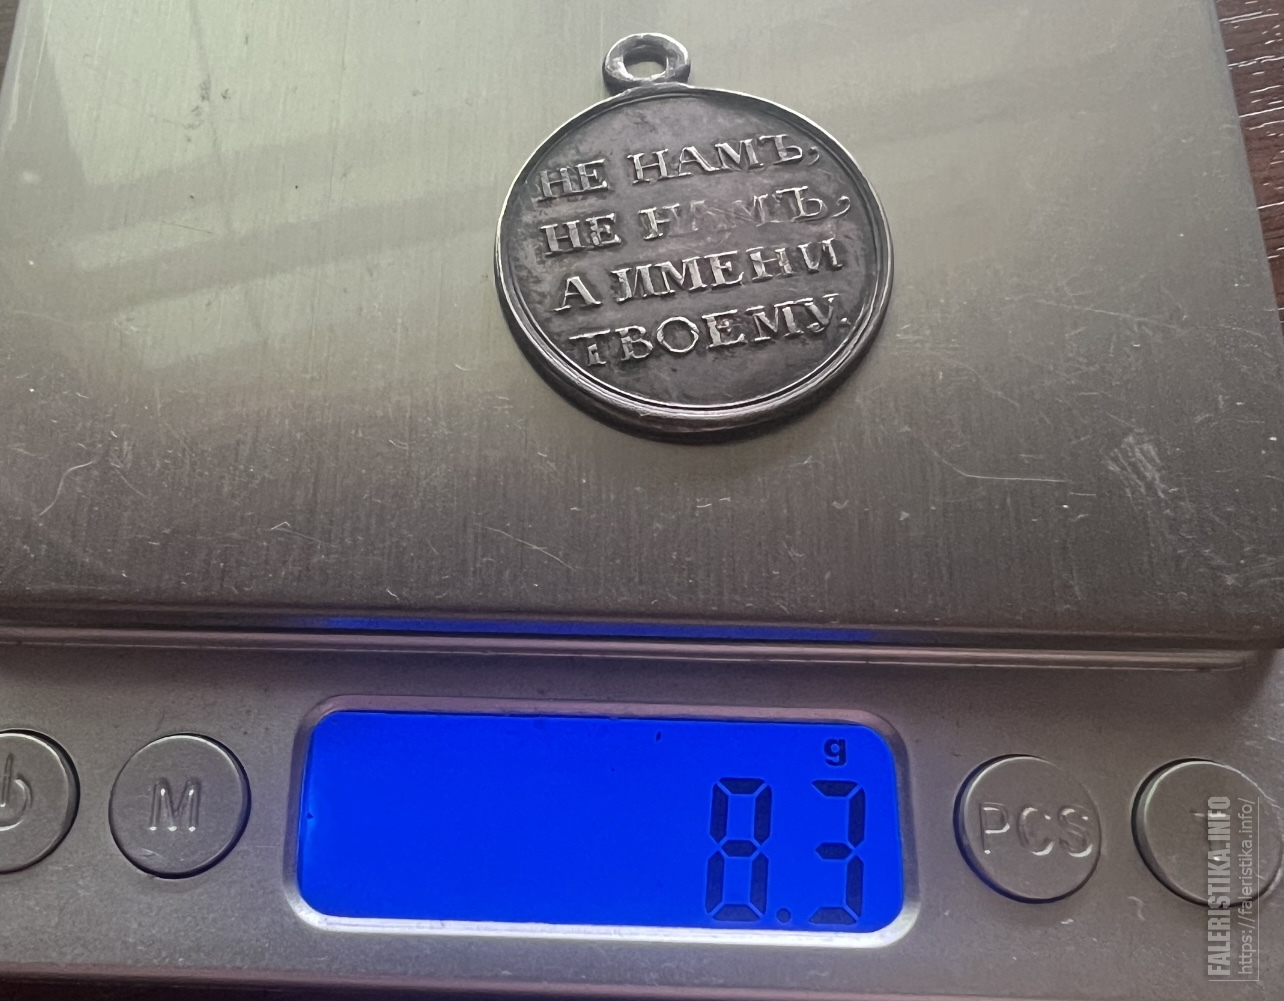 НЕ НАМЪ,
НЕ НАМЪ,
А ИМЕНИ
ТВОЕМУ.
g
8.3
M
PCS
FALERISTIKA.INFO
https://faleristika.info/